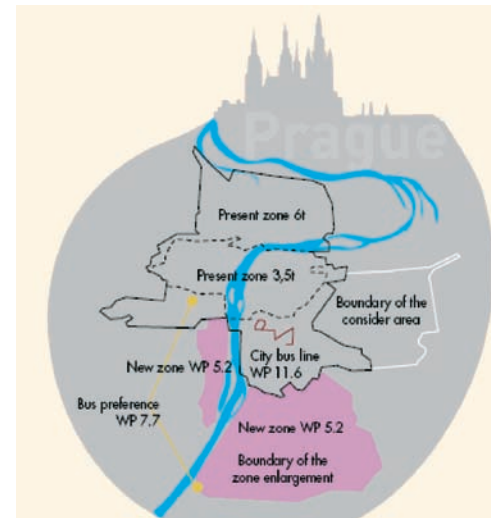 Prague
Present zone 6t
Present zone 3,5t
Boundary of the
consider area
New zone WP 5.2
City bus line
WP 11.6
Bus preference
WP 7.7
New zone WP 5.2
Boundary of the
zone enlargement